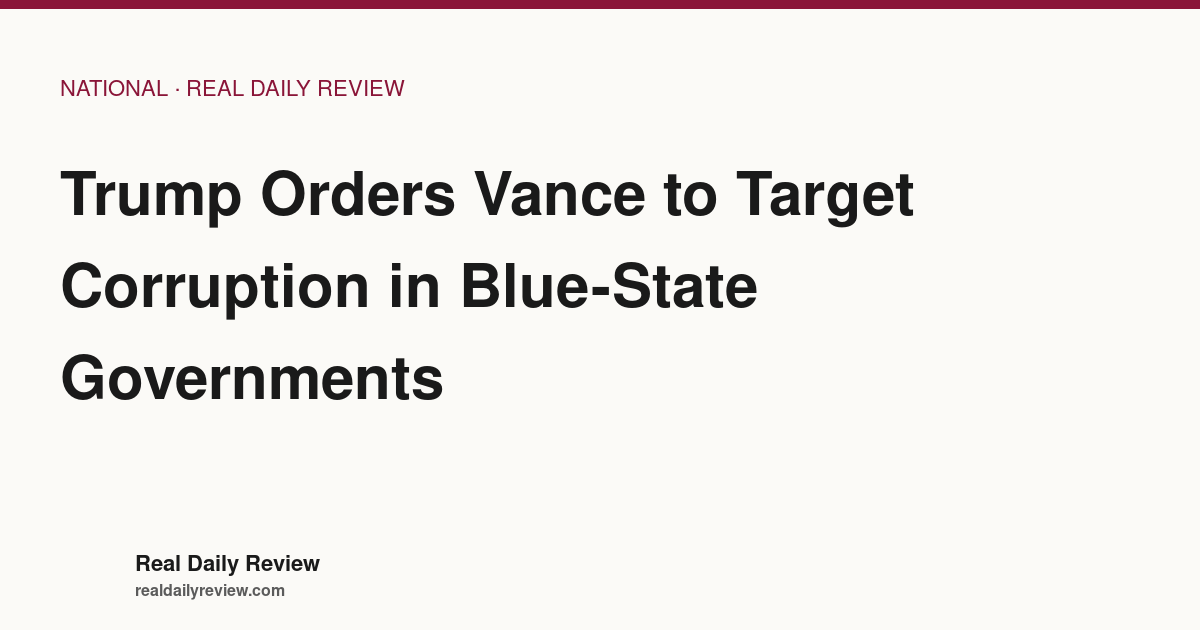 NATIONAL · REAL DAILY REVIEW
Trump Orders Vance to Target
Corruption in Blue-State
Governments
Real Daily Review
realdailyreview.com